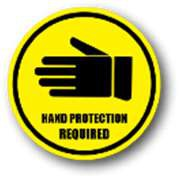 HAND PROTECTION
REQUIRED